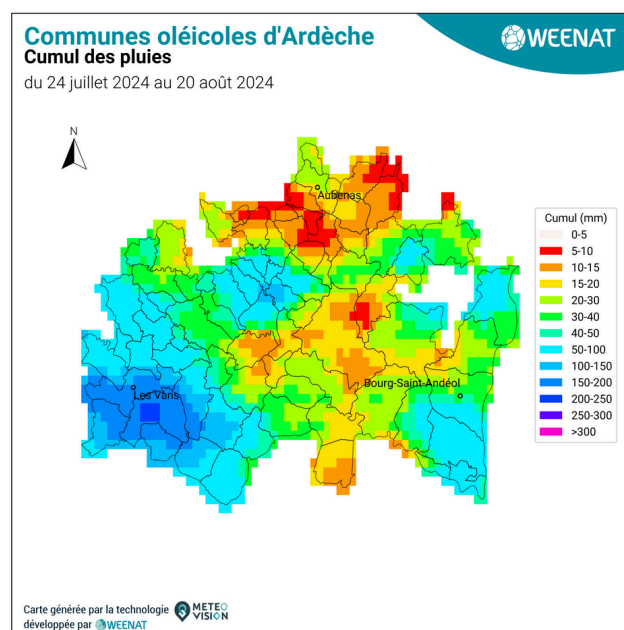 Communes oléicoles d'Ardèche
Cumul des pluies
du 24 juillet 2024 au 20 août 2024
WEENAT
N
Aubenas
Les Vans
Bourg-Saint-Andéol
Cumul (mm)
0-5
5-10
10-15
15-20
20-30
30-40
40-50
50-100
100-150
150-200
200-250
250-300
>300
Carte générée par la technologie
METEO
VISION
développée par WEENAT